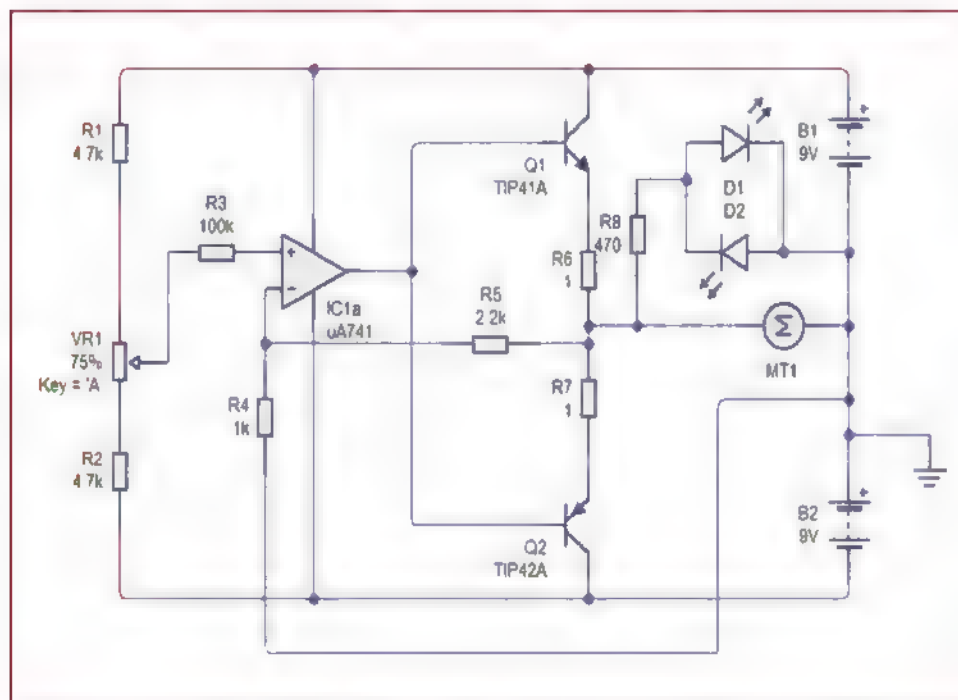 R1
4.7k
R3
100k
VR1
75%
Key = 'A
R2
4.7k
R4
1k
+
−
IC1a
uA741
R5
2.2k
Q1
TIP41A
R6
1
R7
1
Q2
TIP42A
R8
470
D1
D2
Σ
MT1
B1
9V
+
B2
9V
+